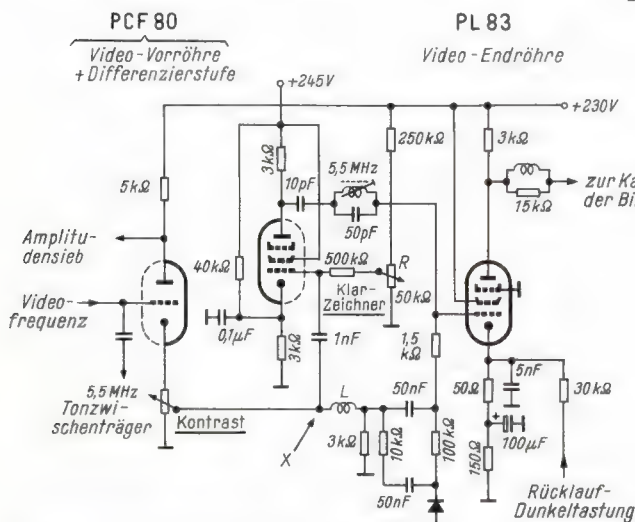 PCF 80
Video-Vorröhre
+ Differenzierstufe
PL 83
Video-Endröhre
+245V
+230V
5kΩ
3kΩ
10pF
5,5 MHz
50pF
250kΩ
3kΩ
15kΩ
zur Ka
der Bi
Amplitu-
densieb
Video-
frequenz
40kΩ
500kΩ
R
Klar-
Zeichner
50kΩ
0,1µF
3kΩ
1nF
1,5
kΩ
5,5 MHz
Tonzwi-
schenträger
Kontrast
X
L
3kΩ
10kΩ
50nF
50nF
100kΩ
50Ω
5nF
30kΩ
+
100µF
150Ω
Rücklauf-
Dunkeltastung